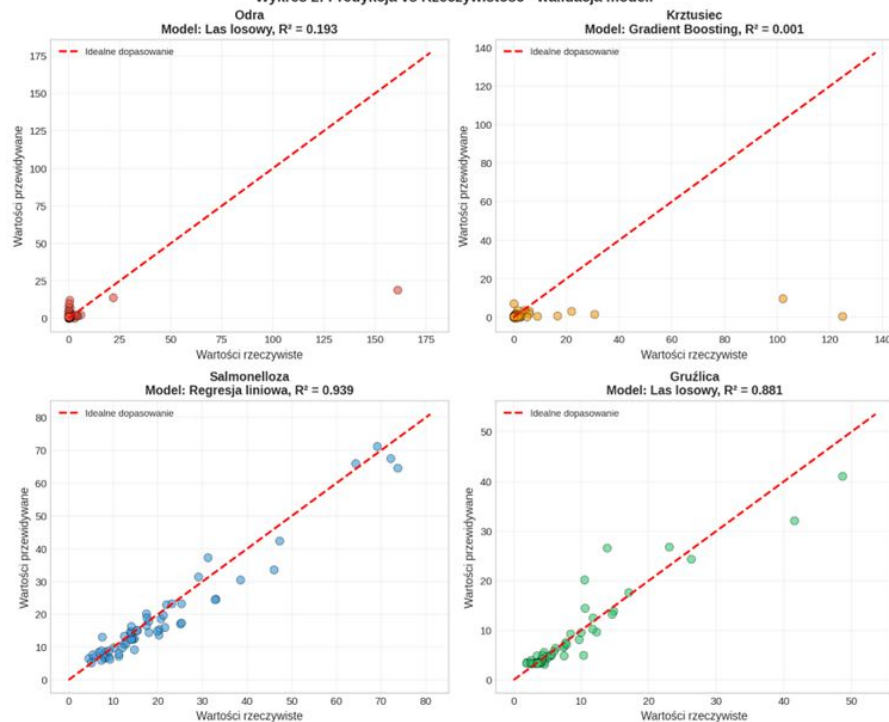 Odra
Model: Las losowy, R² = 0.193
Idealne dopasowanie
Wartości przewidywane
175
150
125
100
75
50
25
0
0 25 50 75 100 125 150 175
Wartości rzeczywiste
Krztusiec
Model: Gradient Boosting, R² = 0.001
Idealne dopasowanie
Wartości przewidywane
140
120
100
80
60
40
20
0
0 20 40 60 80 100 120 140
Wartości rzeczywiste
Salmonelloza
Model: Regresja liniowa, R² = 0.939
Idealne dopasowanie
Wartości przewidywane
80
70
60
50
40
30
20
10
0
0 10 20 30 40 50 60 70 80
Wartości rzeczywiste
Gruźlica
Model: Las losowy, R² = 0.881
Idealne dopasowanie
Wartości przewidywane
50
40
30
20
10
0
0 10 20 30 40 50
Wartości rzeczywiste